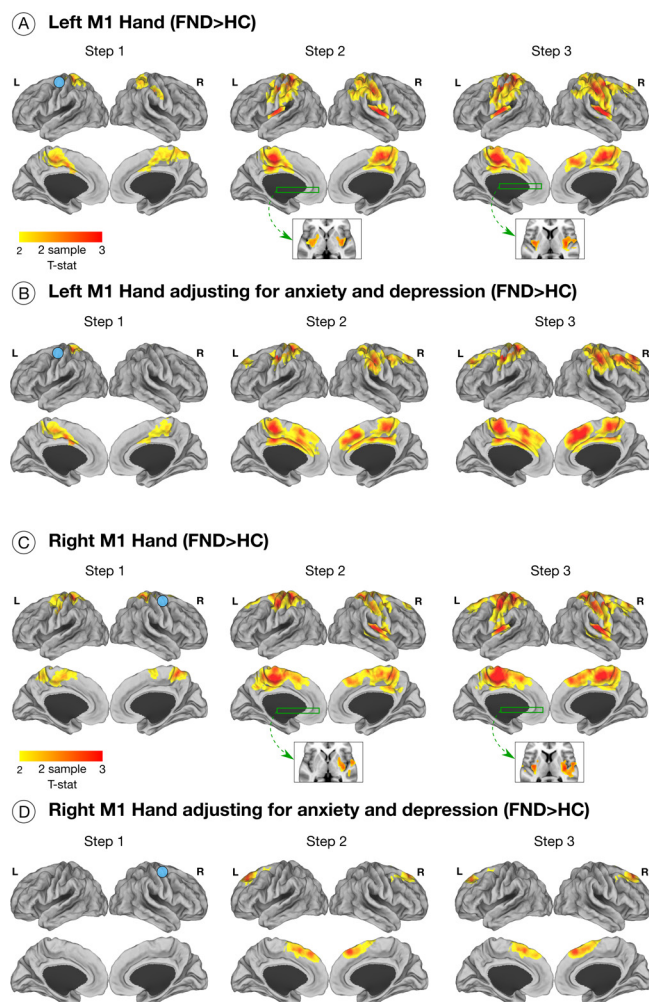 A Left M1 Hand (FND>HC)
Step 1 Step 2 Step 3
L R L R L R
2 2 sample 3
T-stat
B Left M1 Hand adjusting for anxiety and depression (FND>HC)
Step 1 Step 2 Step 3
L R L R L R
C Right M1 Hand (FND>HC)
Step 1 Step 2 Step 3
L R L R L R
2 2 sample 3
T-stat
D Right M1 Hand adjusting for anxiety and depression (FND>HC)
Step 1 Step 2 Step 3
L R L R L R